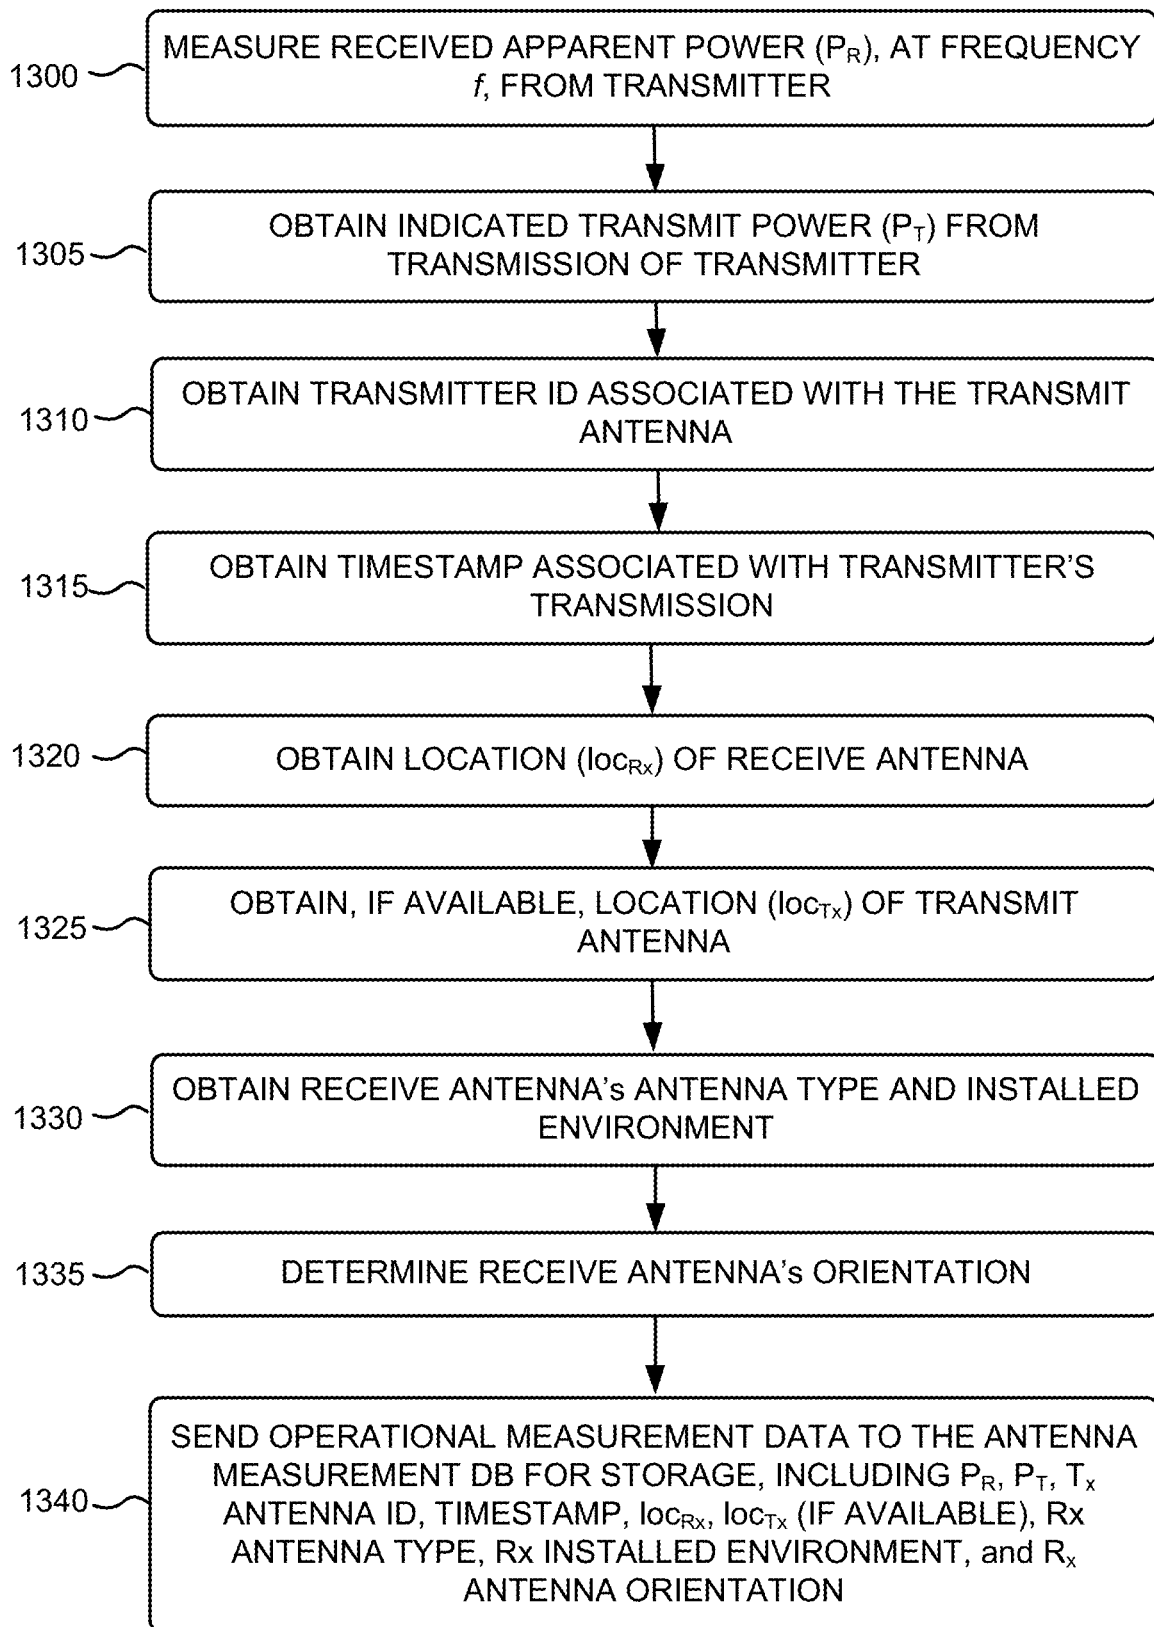 1300
MEASURE RECEIVED APPARENT POWER (PR), AT FREQUENCY
f, FROM TRANSMITTER
1305
OBTAIN INDICATED TRANSMIT POWER (PT) FROM
TRANSMISSION OF TRANSMITTER
1310
OBTAIN TRANSMITTER ID ASSOCIATED WITH THE TRANSMIT
ANTENNA
1315
OBTAIN TIMESTAMP ASSOCIATED WITH TRANSMITTER'S
TRANSMISSION
1320
OBTAIN LOCATION (locRx) OF RECEIVE ANTENNA
1325
OBTAIN, IF AVAILABLE, LOCATION (locTx) OF TRANSMIT
ANTENNA
1330
OBTAIN RECEIVE ANTENNA's ANTENNA TYPE AND INSTALLED
ENVIRONMENT
1335
DETERMINE RECEIVE ANTENNA's ORIENTATION
1340
SEND OPERATIONAL MEASUREMENT DATA TO THE ANTENNA
MEASUREMENT DB FOR STORAGE, INCLUDING PR, PT, Tx
ANTENNA ID, TIMESTAMP, locRx, locTx (IF AVAILABLE), Rx
ANTENNA TYPE, Rx INSTALLED ENVIRONMENT, and Rx
ANTENNA ORIENTATION